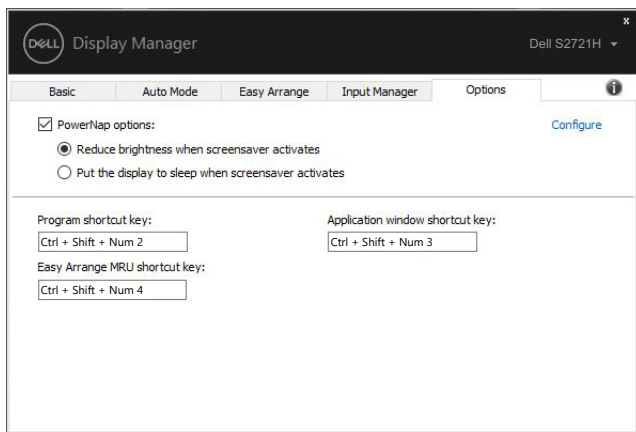 x
DELL Display Manager
Dell S2721H
Basic Auto Mode Easy Arrange Input Manager Options i
PowerNap options: Configure
Reduce brightness when screensaver activates
Put the display to sleep when screensaver activates
Program shortcut key: Application window shortcut key:
Ctrl + Shift + Num 2 Ctrl + Shift + Num 3
Easy Arrange MRU shortcut key:
Ctrl + Shift + Num 4